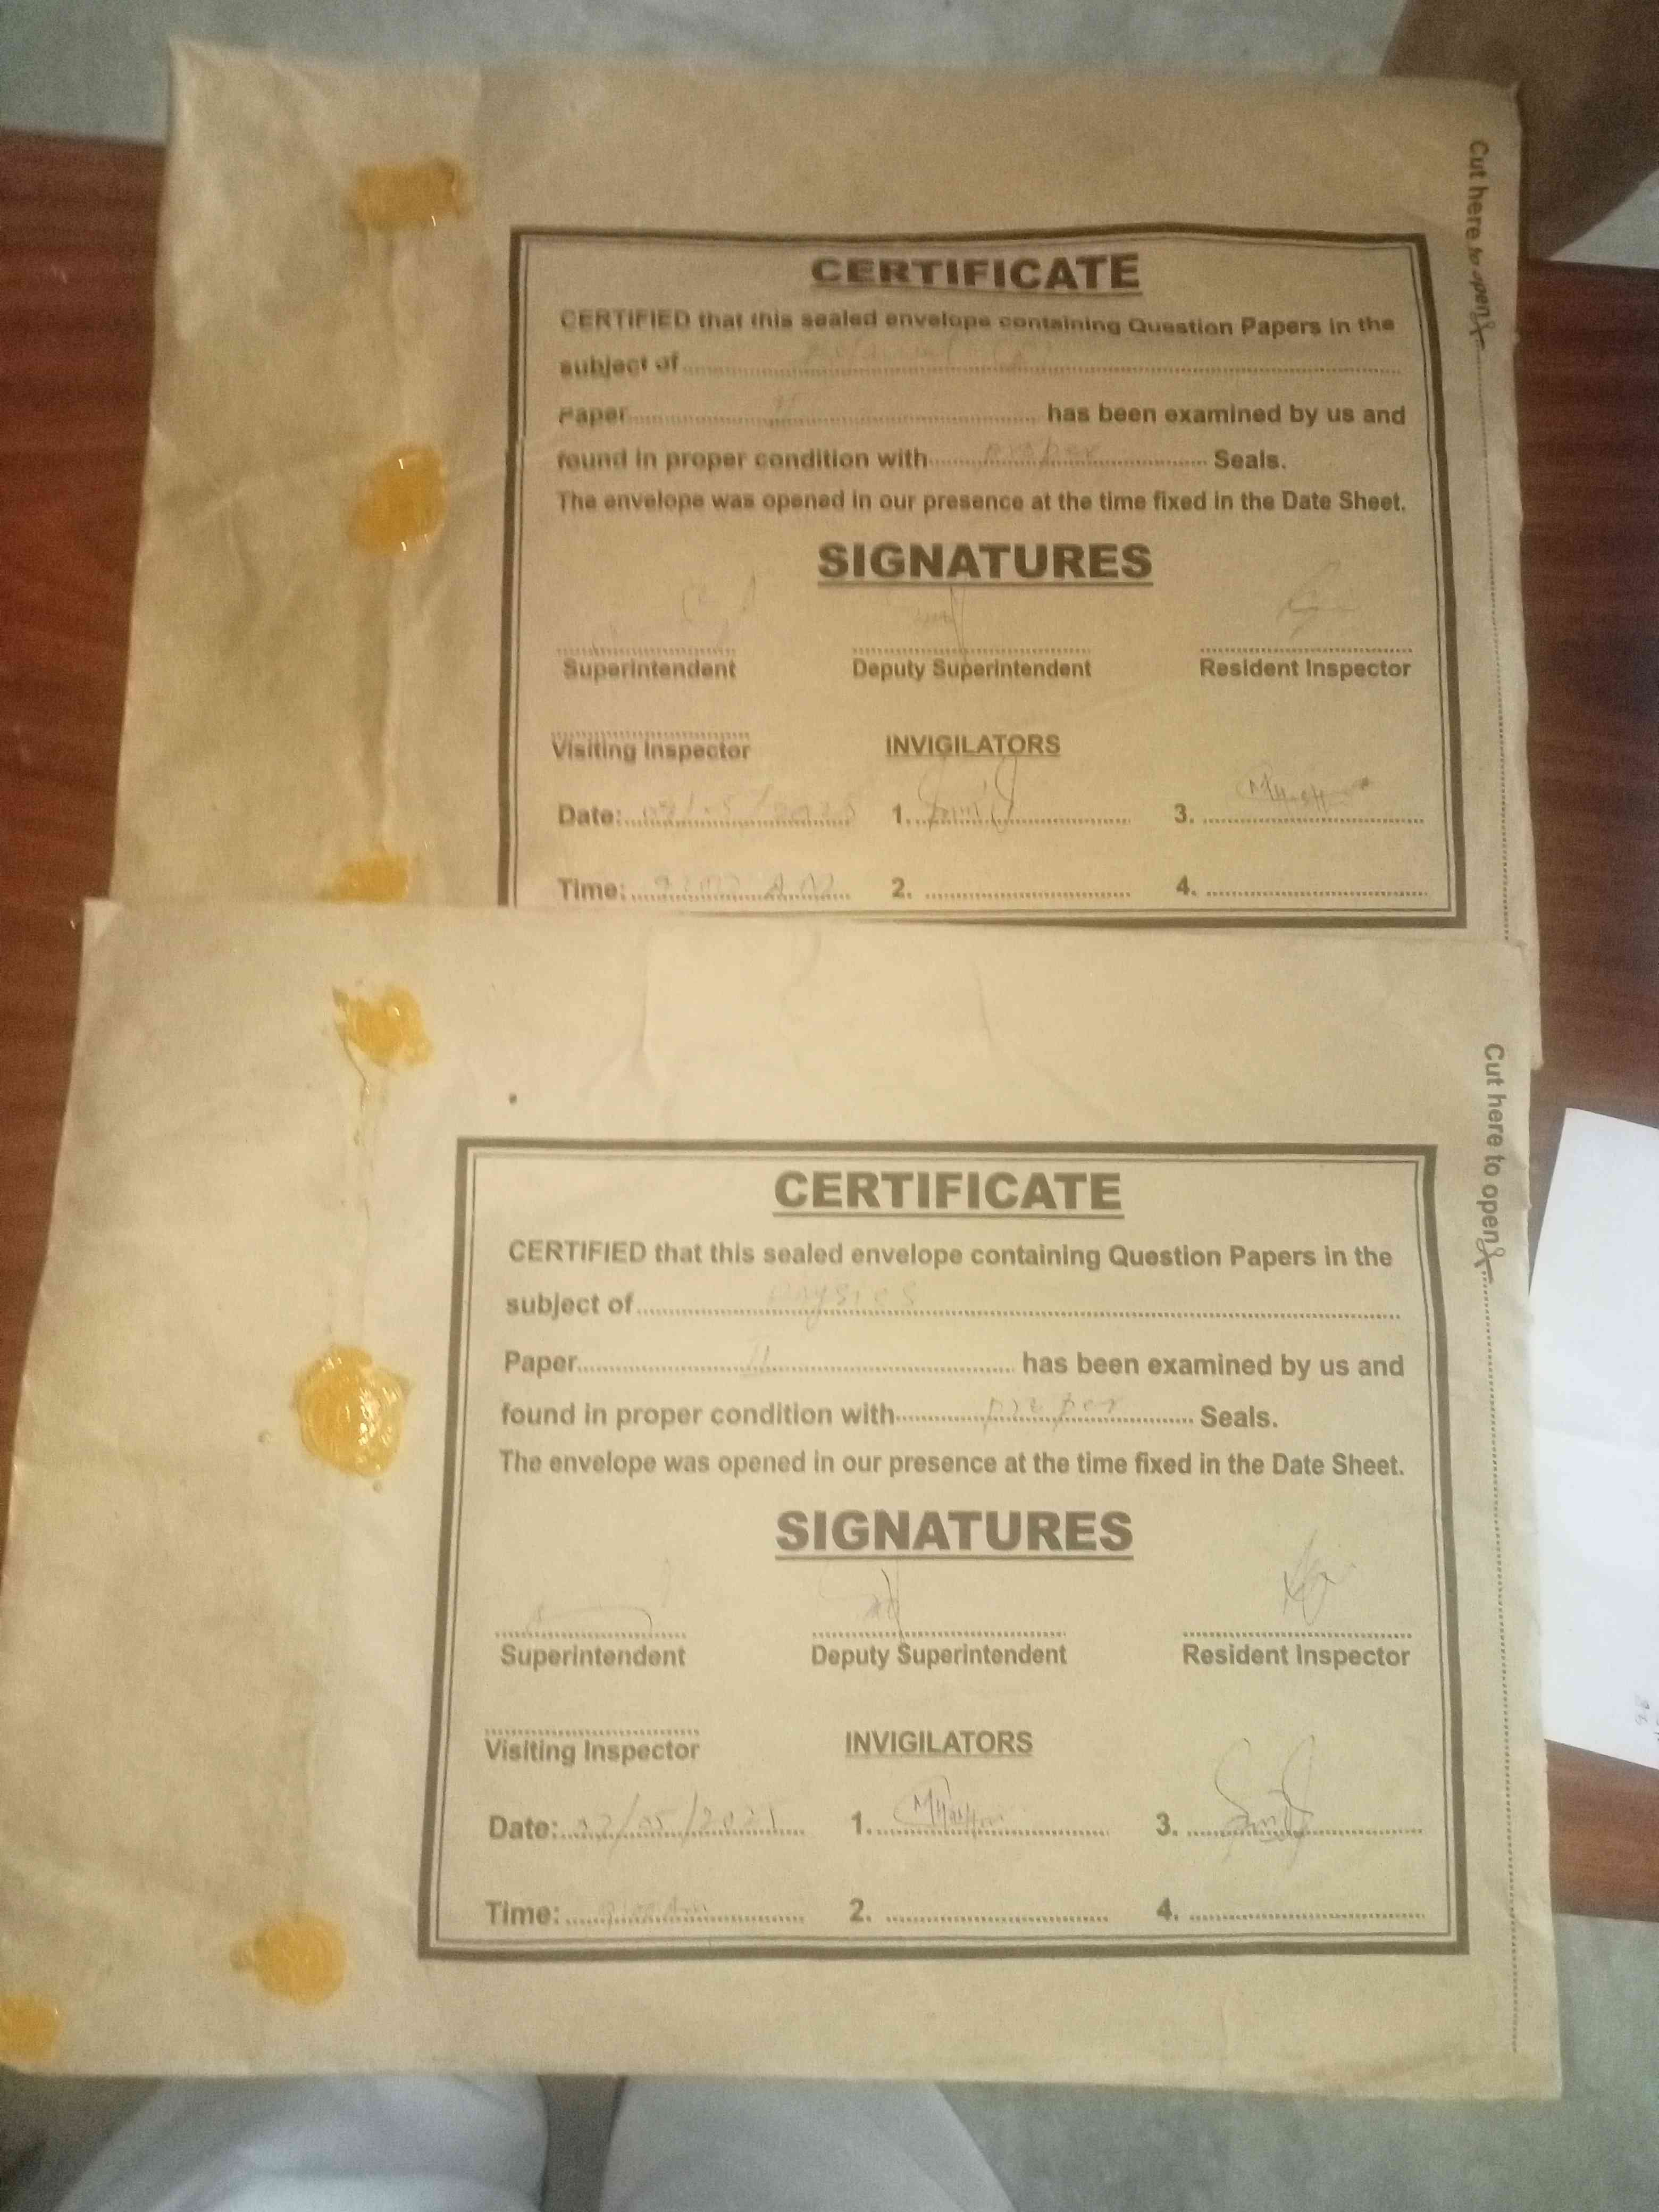 Cut here to open
CERTIFICATE
CERTIFIED that this sealed envelope containing Question Papers in the
subject of
Paper II has been examined by us and
found in proper condition with proper Seals.
The envelope was opened in our presence at the time fixed in the Date Sheet.
SIGNATURES
Superintendent Deputy Superintendent Resident Inspector
Visiting Inspector INVIGILATORS
Date: 1. 3.
Time: 2. 4.
Cut here to open
CERTIFICATE
CERTIFIED that this sealed envelope containing Question Papers in the
subject of Physics
Paper II has been examined by us and
found in proper condition with proper Seals.
The envelope was opened in our presence at the time fixed in the Date Sheet.
SIGNATURES
Superintendent Deputy Superintendent Resident Inspector
Visiting Inspector INVIGILATORS
Date: 1. 3.
Time: 2. 4.